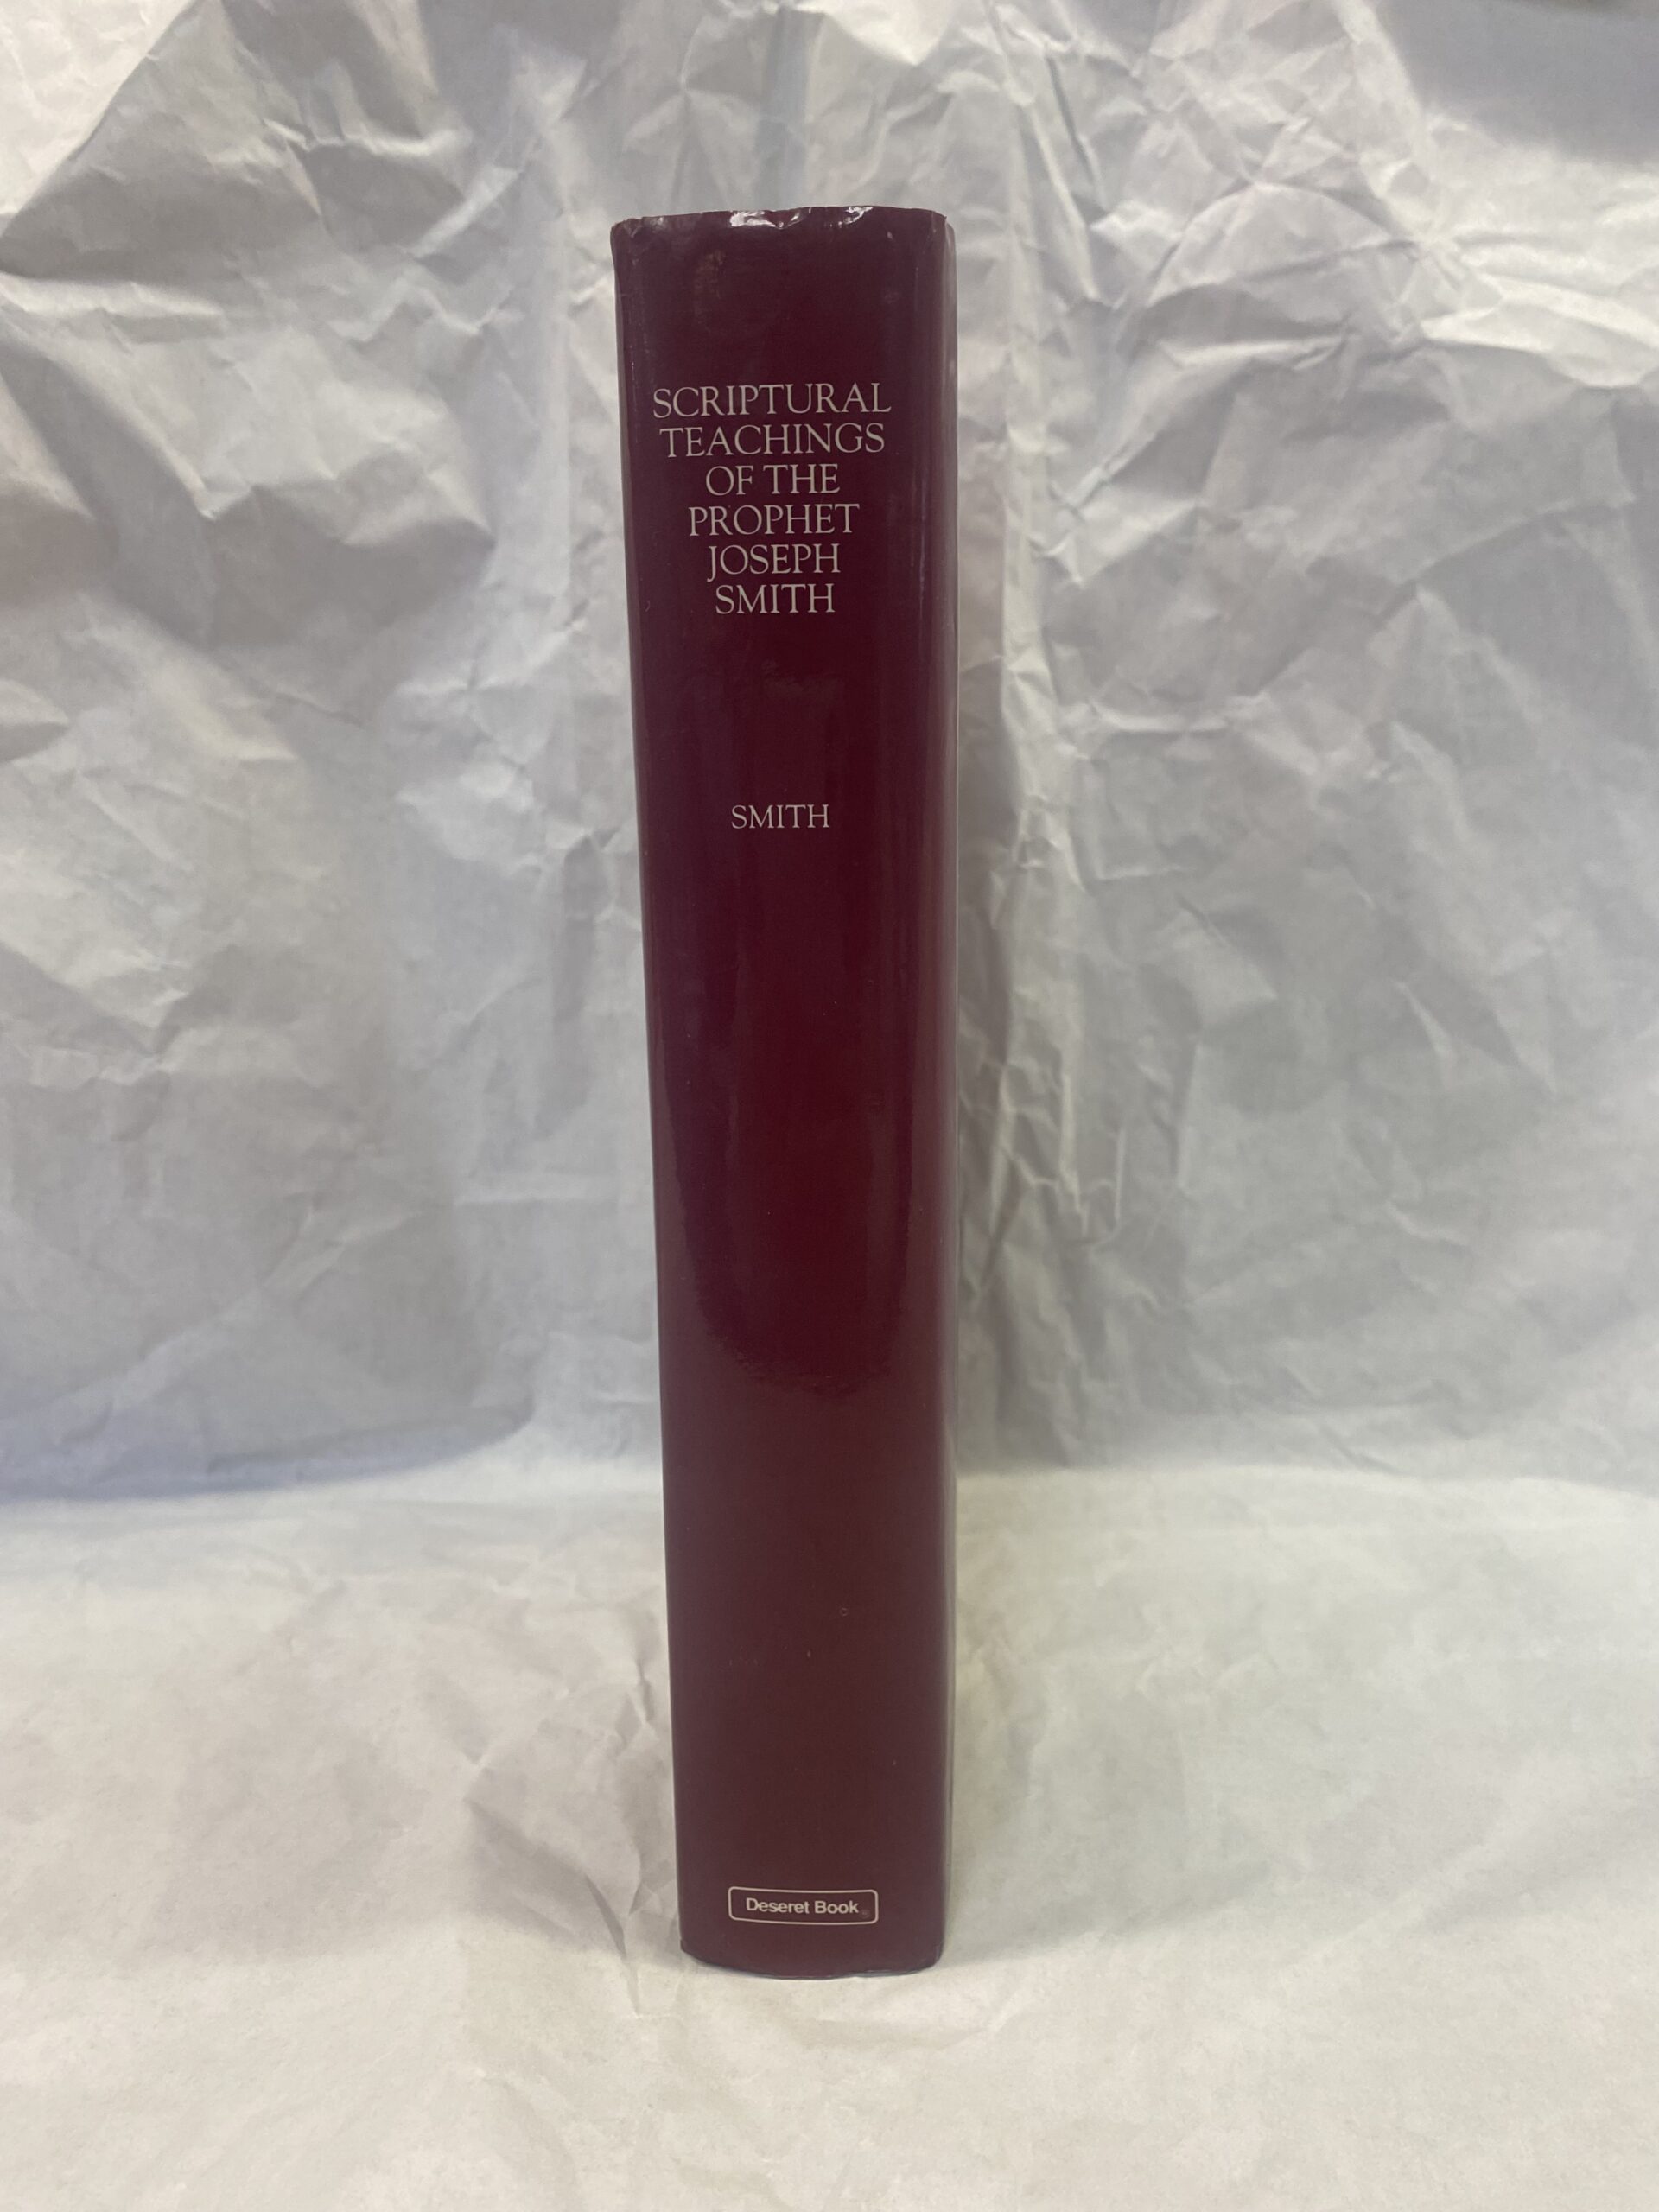 SCRIPTURAL
TEACHINGS
OF THE
PROPHET
JOSEPH
SMITH
SMITH
Deseret Book